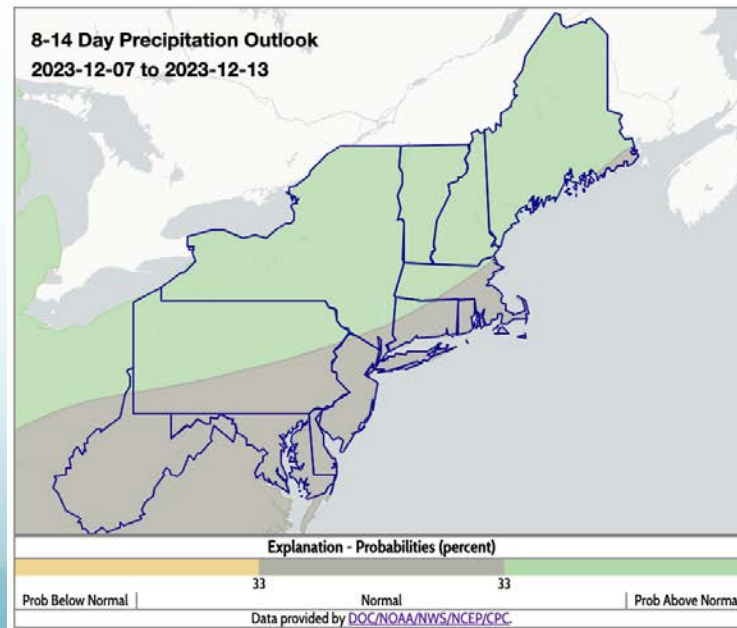 8-14 Day Precipitation Outlook
2023-12-07 to 2023-12-13
Explanation - Probabilities (percent)
33 33
Prob Below Normal | Normal | Prob Above Norma
Data provided by DOC/NOAA/NWS/NCEP/CPC.